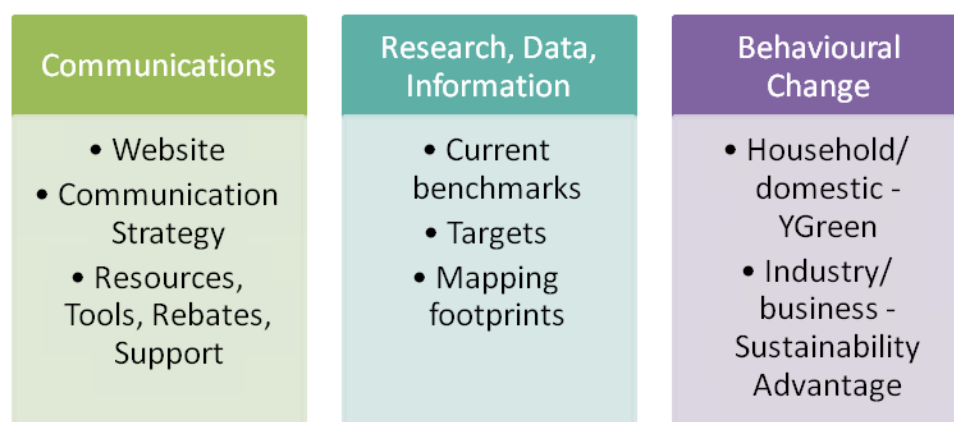 Communications
• Website
• Communication
Strategy
• Resources,
Tools, Rebates,
Support
Research, Data,
Information
• Current
benchmarks
• Targets
• Mapping
footprints
Behavioural
Change
• Household/
domestic -
YGreen
• Industry/
business -
Sustainability
Advantage